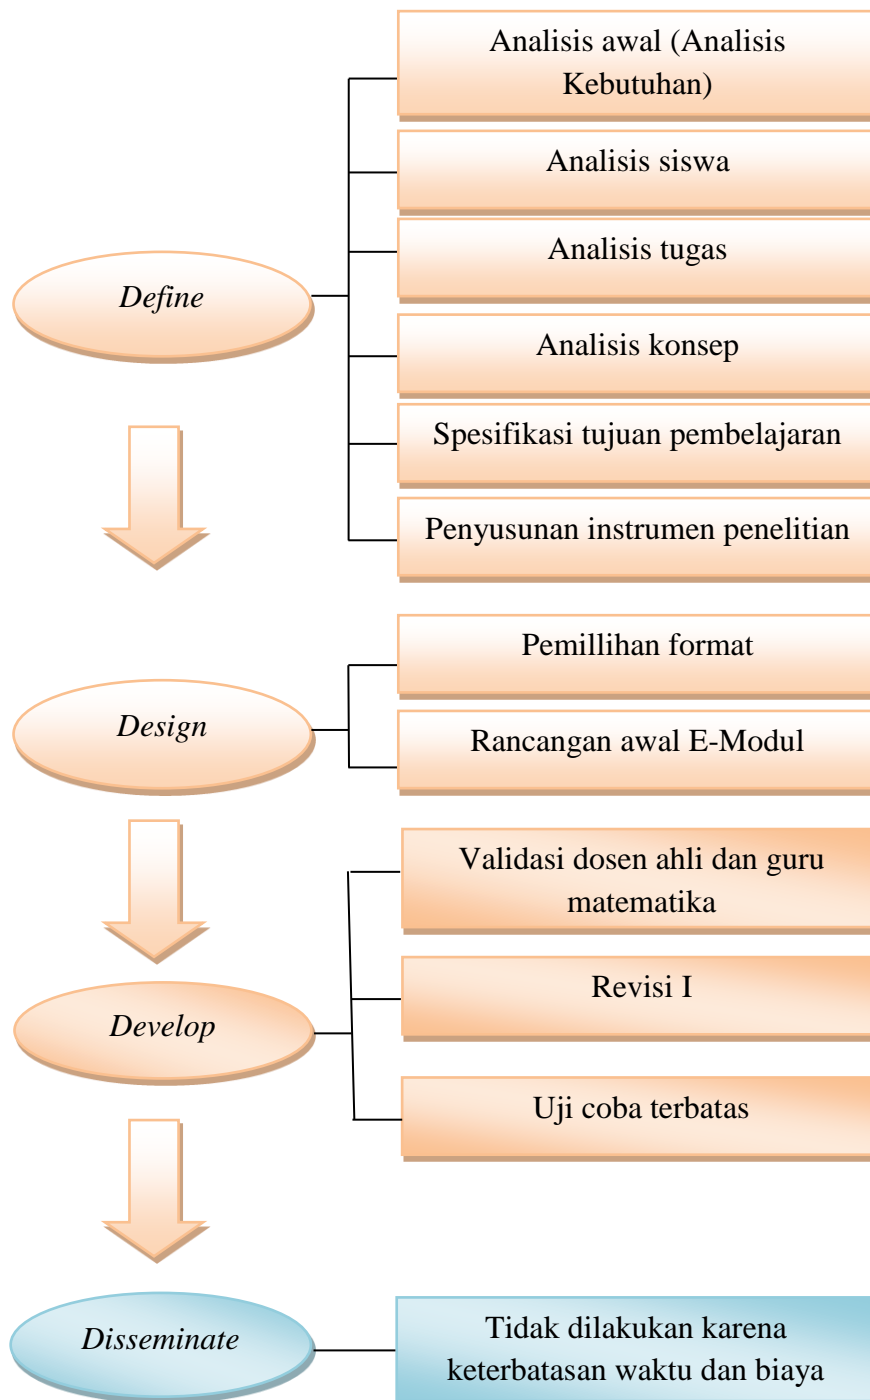 Analisis awal (Analisis
Kebutuhan)
Analisis siswa
Analisis tugas
Define
Analisis konsep
Spesifikasi tujuan pembelajaran
Penyusunan instrumen penelitian
Pemillihan format
Design
Rancangan awal E-Modul
Validasi dosen ahli dan guru
matematika
Revisi I
Develop
Uji coba terbatas
Disseminate
Tidak dilakukan karena
keterbatasan waktu dan biaya